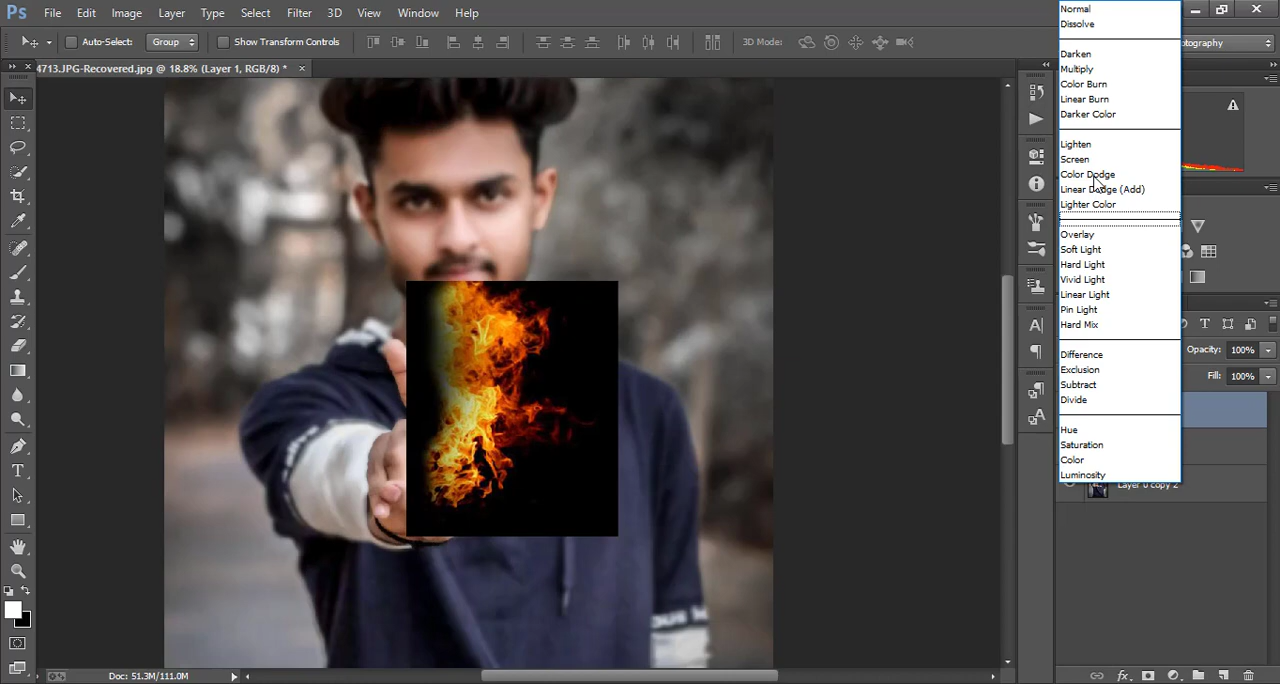 Ps File Edit Image Layer Type Select Filter 3D View Window Help
Auto-Select: Group Show Transform Controls 3D Mode:
4713.JPG-Recovered.jpg @ 18.8% (Layer 1, RGB/8) * ×
Normal
Dissolve
Darken
Multiply
Color Burn
Linear Burn
Darker Color
Lighten
Screen
Color Dodge
Linear Dodge (Add)
Lighter Color
Overlay
Soft Light
Hard Light
Vivid Light
Linear Light
Pin Light
Hard Mix
Difference
Exclusion
Subtract
Divide
Hue
Saturation
Color
Luminosity
Opacity: 100%
Fill: 100%
Layer 0 copy 2
Doc: 51.3M/111.0M